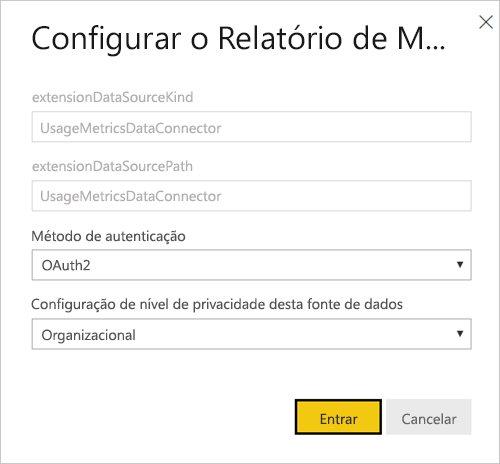 Configurar o Relatório de M...
extensionDataSourceKind
UsageMetricsDataConnector
extensionDataSourcePath
UsageMetricsDataConnector
Método de autenticação
OAuth2
Configuração de nível de privacidade desta fonte de dados
Organizacional
Entrar Cancelar